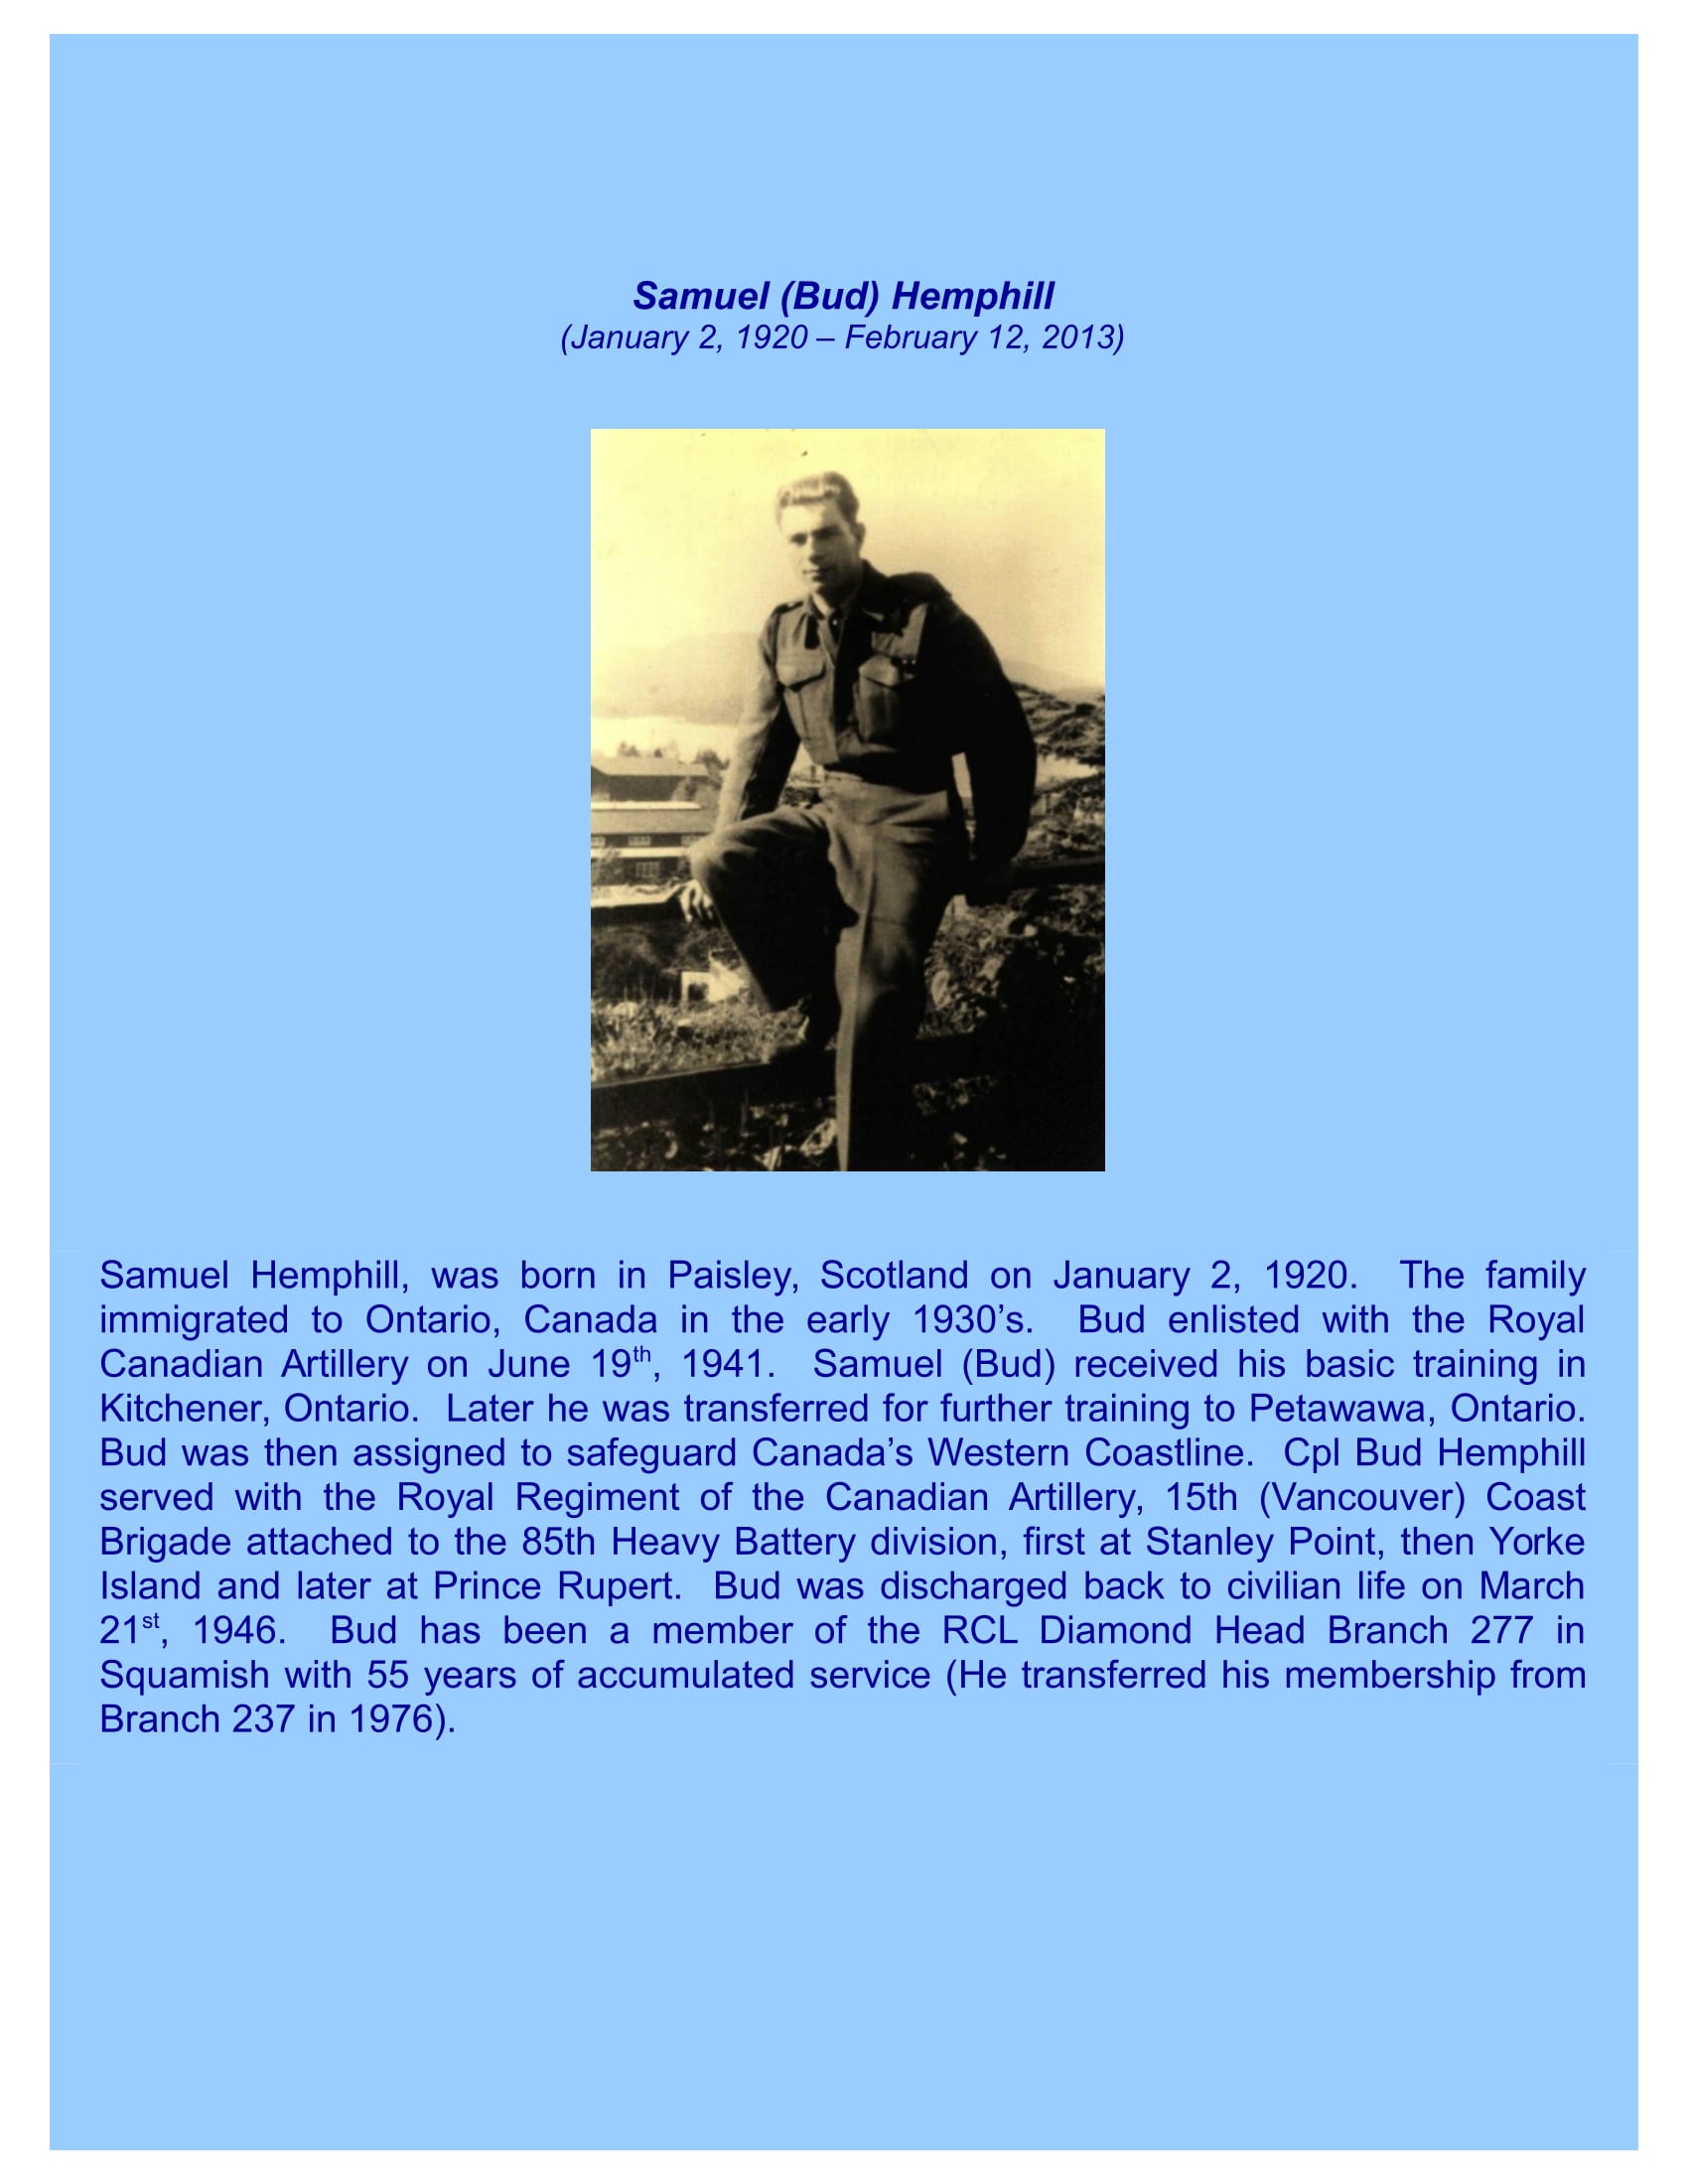 Samuel (Bud) Hemphill
(January 2, 1920 – February 12, 2013)
Samuel Hemphill, was born in Paisley, Scotland on January 2, 1920. The family
immigrated to Ontario, Canada in the early 1930’s. Bud enlisted with the Royal
Canadian Artillery on June 19th, 1941. Samuel (Bud) received his basic training in
Kitchener, Ontario. Later he was transferred for further training to Petawawa, Ontario.
Bud was then assigned to safeguard Canada’s Western Coastline. Cpl Bud Hemphill
served with the Royal Regiment of the Canadian Artillery, 15th (Vancouver) Coast
Brigade attached to the 85th Heavy Battery division, first at Stanley Point, then Yorke
Island and later at Prince Rupert. Bud was discharged back to civilian life on March
21st, 1946. Bud has been a member of the RCL Diamond Head Branch 277 in
Squamish with 55 years of accumulated service (He transferred his membership from
Branch 237 in 1976).